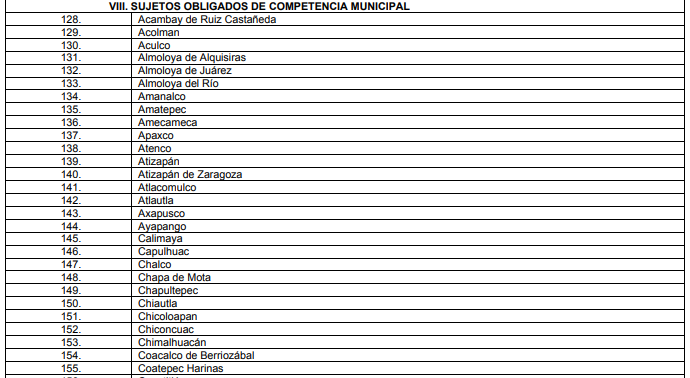 VIII. SUJETOS OBLIGADOS DE COMPETENCIA MUNICIPAL
128. Acambay de Ruiz Castañeda
129. Acolman
130. Aculco
131. Almoloya de Alquisiras
132. Almoloya de Juárez
133. Almoloya del Río
134. Amanalco
135. Amatepec
136. Amecameca
137. Apaxco
138. Atenco
139. Atizapán
140. Atizapán de Zaragoza
141. Atlacomulco
142. Atlautla
143. Axapusco
144. Ayapango
145. Calimaya
146. Capulhuac
147. Chalco
148. Chapa de Mota
149. Chapultepec
150. Chiautla
151. Chicoloapan
152. Chiconcuac
153. Chimalhuacán
154. Coacalco de Berriozábal
155. Coatepec Harinas